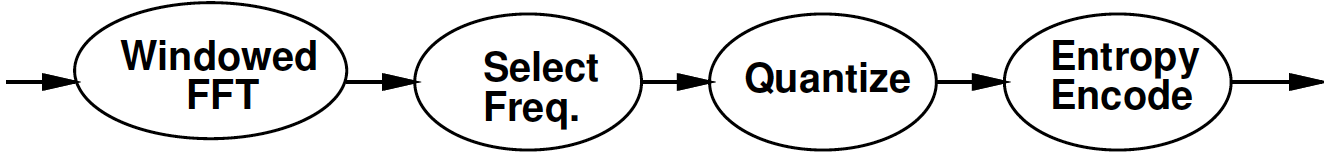 Windowed
FFT
Select
Freq.
Quantize
Entropy
Encode